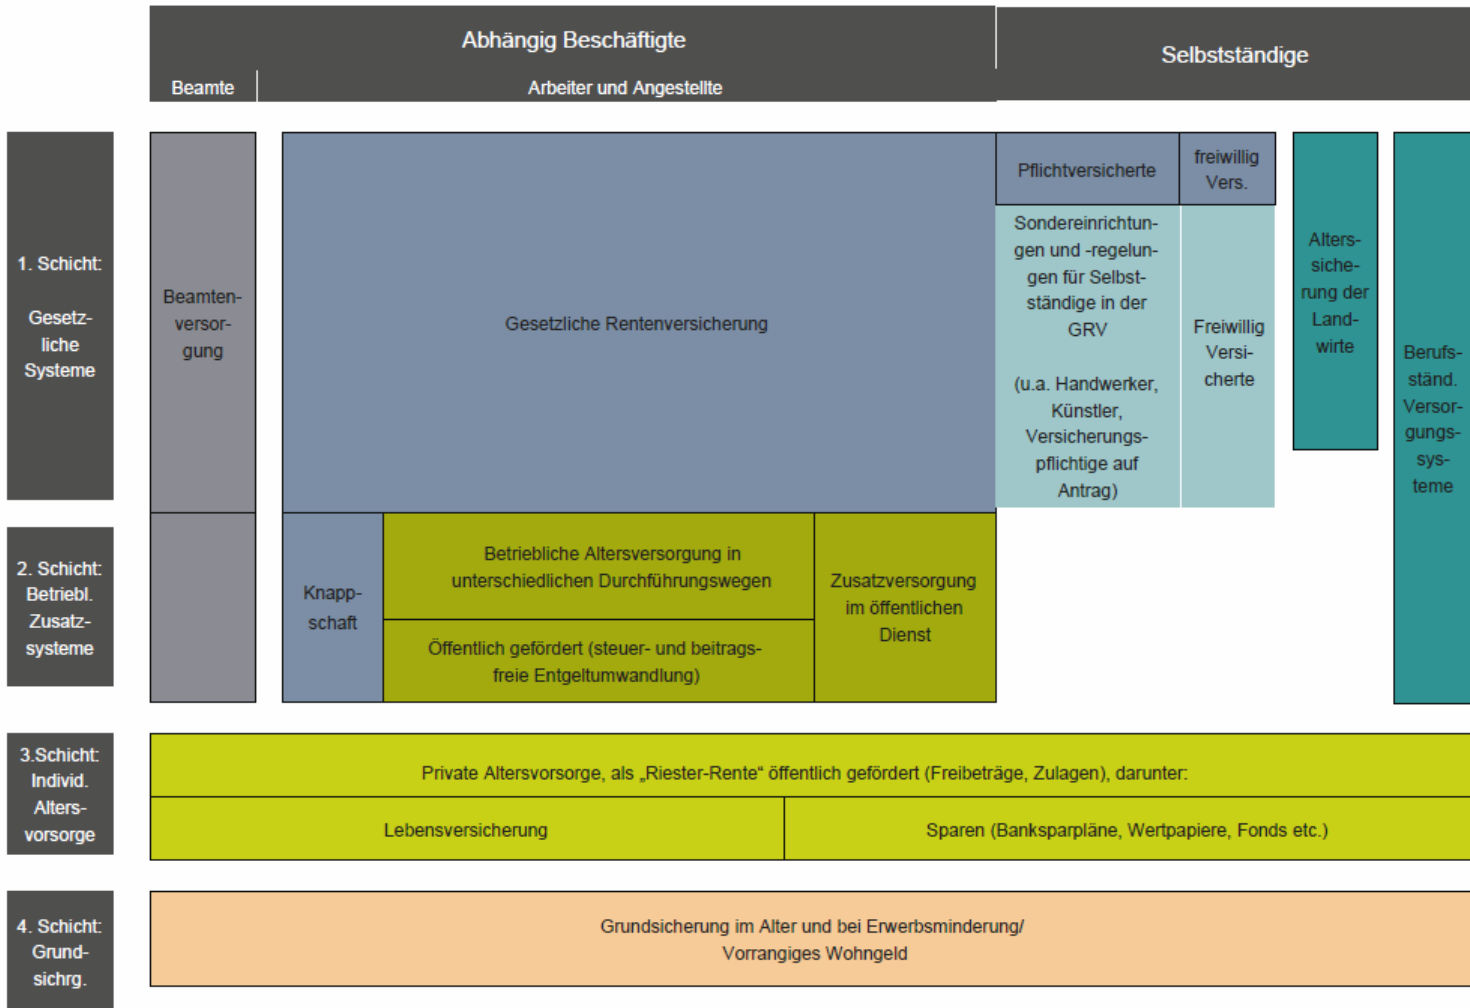 Abhängig Beschäftigte
Selbstständige
Beamte
Arbeiter und Angestellte
1. Schicht:
Gesetz-
liche
Systeme
Beamten-
versor-
gung
Gesetzliche Rentenversicherung
Pflichtversicherte
freiwillig
Vers.
Sondereinrichtun-
gen und -regelun-
gen für Selbst-
ständige in der
GRV
(u.a. Handwerker,
Künstler,
Versicherungs-
pflichtige auf
Antrag)
Freiwillig
Versi-
cherte
Alters-
siche-
rung der
Land-
wirte
Berufs-
ständ.
Versor-
gungs-
sys-
teme
2. Schicht:
Betriebl.
Zusatz-
systeme
Knapp-
schaft
Betriebliche Altersversorgung in
unterschiedlichen Durchführungswegen
Öffentlich gefördert (steuer- und beitrags-
freie Entgeltumwandlung)
Zusatzversorgung
im öffentlichen
Dienst
3.Schicht:
Individ.
Alters-
vorsorge
Private Altersvorsorge, als „Riester-Rente“ öffentlich gefördert (Freibeträge, Zulagen), darunter:
Lebensversicherung
Sparen (Banksparpläne, Wertpapiere, Fonds etc.)
4. Schicht:
Grund-
sichrg.
Grundsicherung im Alter und bei Erwerbsminderung/
Vorrangiges Wohngeld